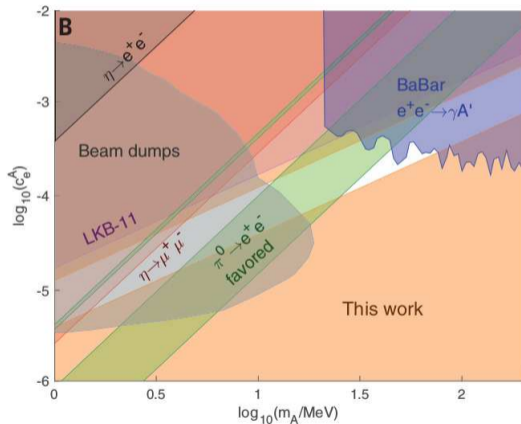 B
-2
-3
-4
-5
-6
log₁₀(cₑᴬ)
η→e⁺e⁻
Beam dumps
LKB-11
η→μ⁺μ⁻
π⁰→e⁺e⁻
favored
BaBar
e⁺e⁻→γA'
This work
0 0.5 1 1.5 2
log₁₀(m_A/MeV)